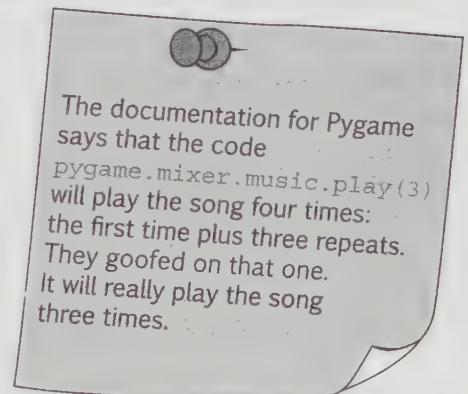 The documentation for Pygame
says that the code
pygame.mixer.music.play(3)
will play the song four times:
the first time plus three repeats.
They goofed on that one.
It will really play the song
three times.